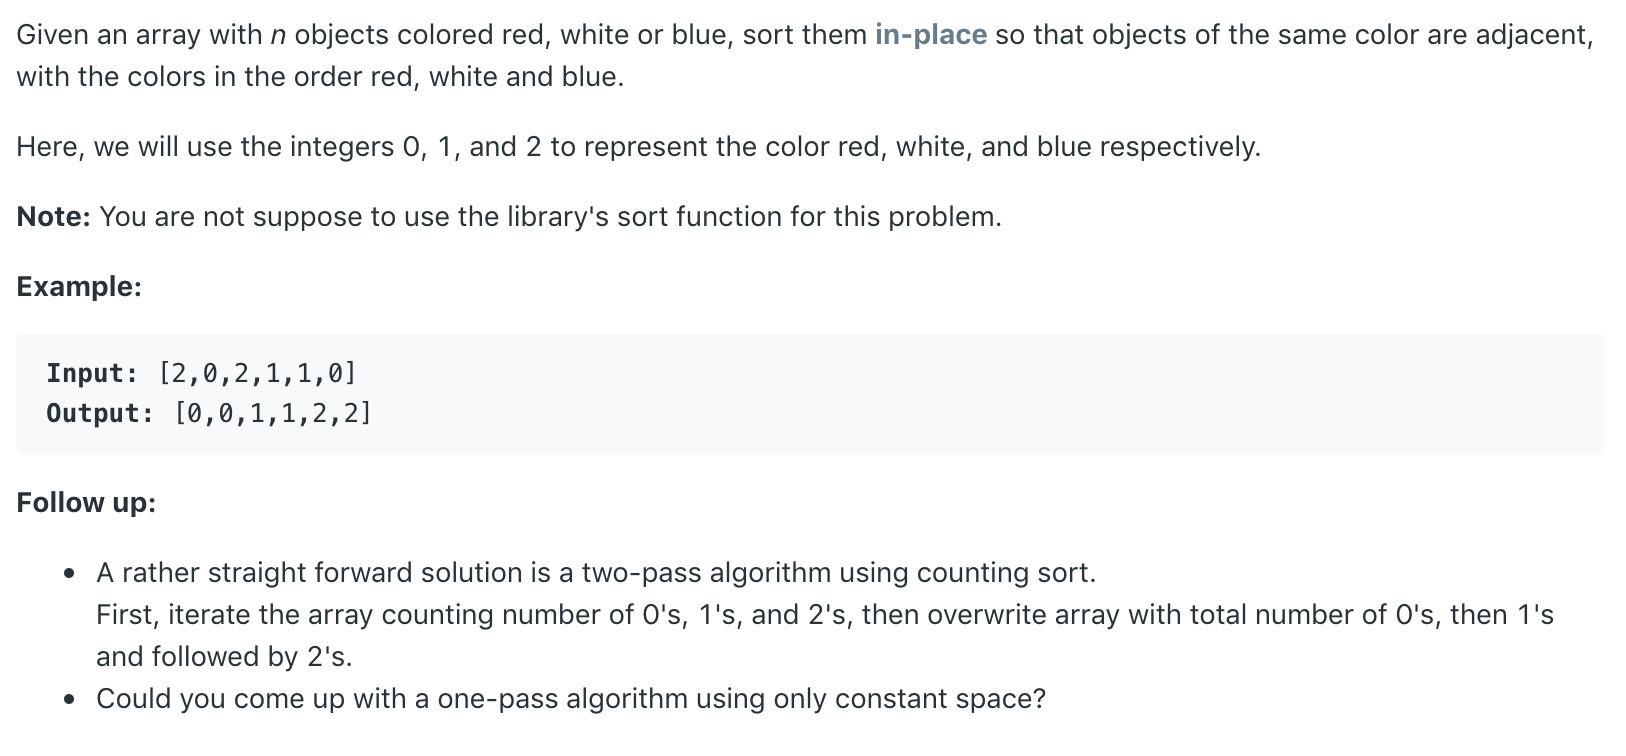 Given an array with n objects colored red, white or blue, sort them in-place so that objects of the same color are adjacent,
with the colors in the order red, white and blue.
Here, we will use the integers 0, 1, and 2 to represent the color red, white, and blue respectively.
Note: You are not suppose to use the library's sort function for this problem.
Example:
Input: [2,0,2,1,1,0]
Output: [0,0,1,1,2,2]
Follow up:
• A rather straight forward solution is a two-pass algorithm using counting sort.
First, iterate the array counting number of 0's, 1's, and 2's, then overwrite array with total number of 0's, then 1's
and followed by 2's.
• Could you come up with a one-pass algorithm using only constant space?